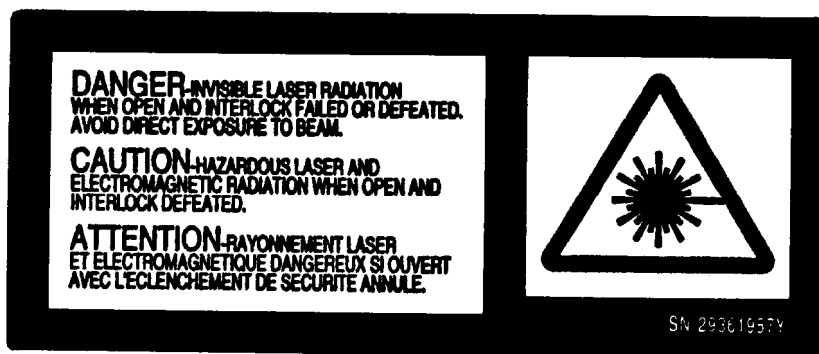 DANGER-INVISIBLE LASER RADIATION
WHEN OPEN AND INTERLOCK FAILED OR DEFEATED.
AVOID DIRECT EXPOSURE TO BEAM.
CAUTION-HAZARDOUS LASER AND
ELECTROMAGNETIC RADIATION WHEN OPEN AND
INTERLOCK DEFEATED.
ATTENTION-RAYONNEMENT LASER
ET ELECTROMAGNETIQUE DANGEREUX SI OUVERT
AVEC L'ECLENCHEMENT DE SECURITE ANNULE.
SN 29361957Y